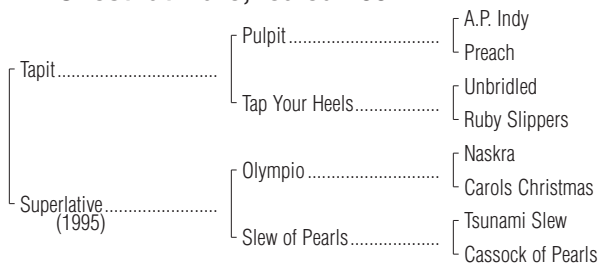 Pulpit
A.P. Indy
Preach
Tapit
Tap Your Heels
Unbridled
Ruby Slippers
Olympio
Naskra
Carols Christmas
Superlative
(1995)
Slew of Pearls
Tsunami Slew
Cassock of Pearls